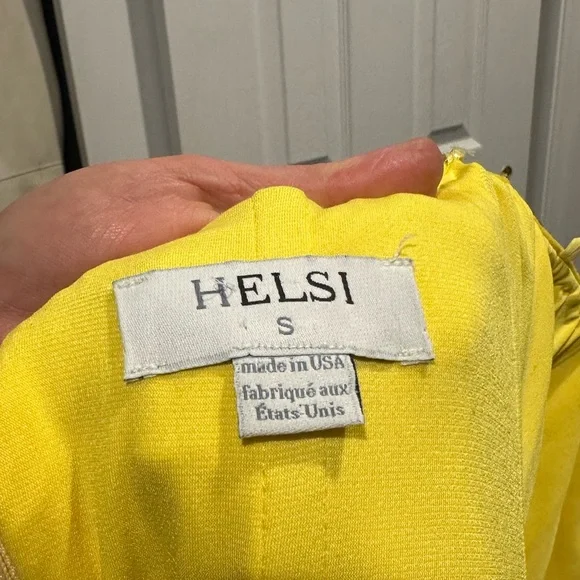 HELSI
S
made in USA
fabriqué aux
États-Unis